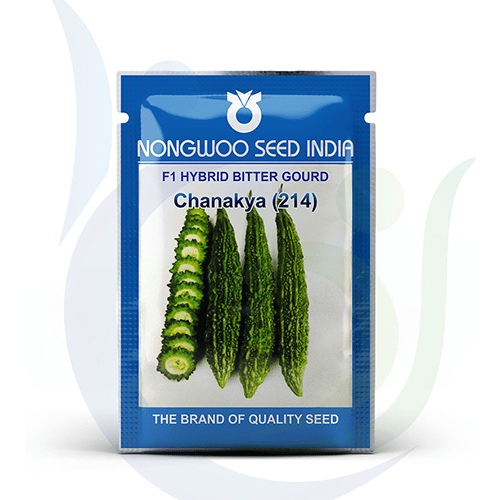 NONGWOO SEED INDIA
F1 HYBRID BITTER GOURD
Chanakya (214)
THE BRAND OF QUALITY SEED